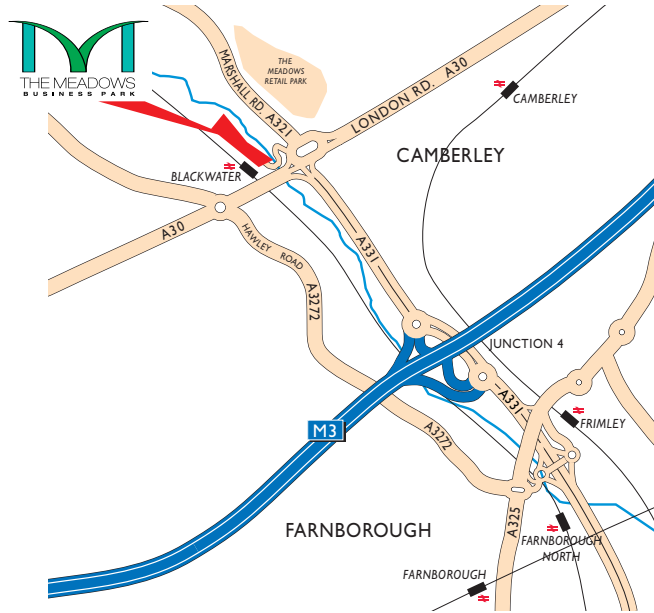 THE MEADOWS
BUSINESS PARK
THE
MEADOWS
RETAIL PARK
MARSHALL RD. A321
LONDON RD. A30
CAMBERLEY
CAMBERLEY
BLACKWATER
A30
HAWLEY ROAD
A3272
A331
JUNCTION 4
A331
M3
A3272
FRIMLEY
FARNBOROUGH
A325
FARNBOROUGH
NORTH
FARNBOROUGH